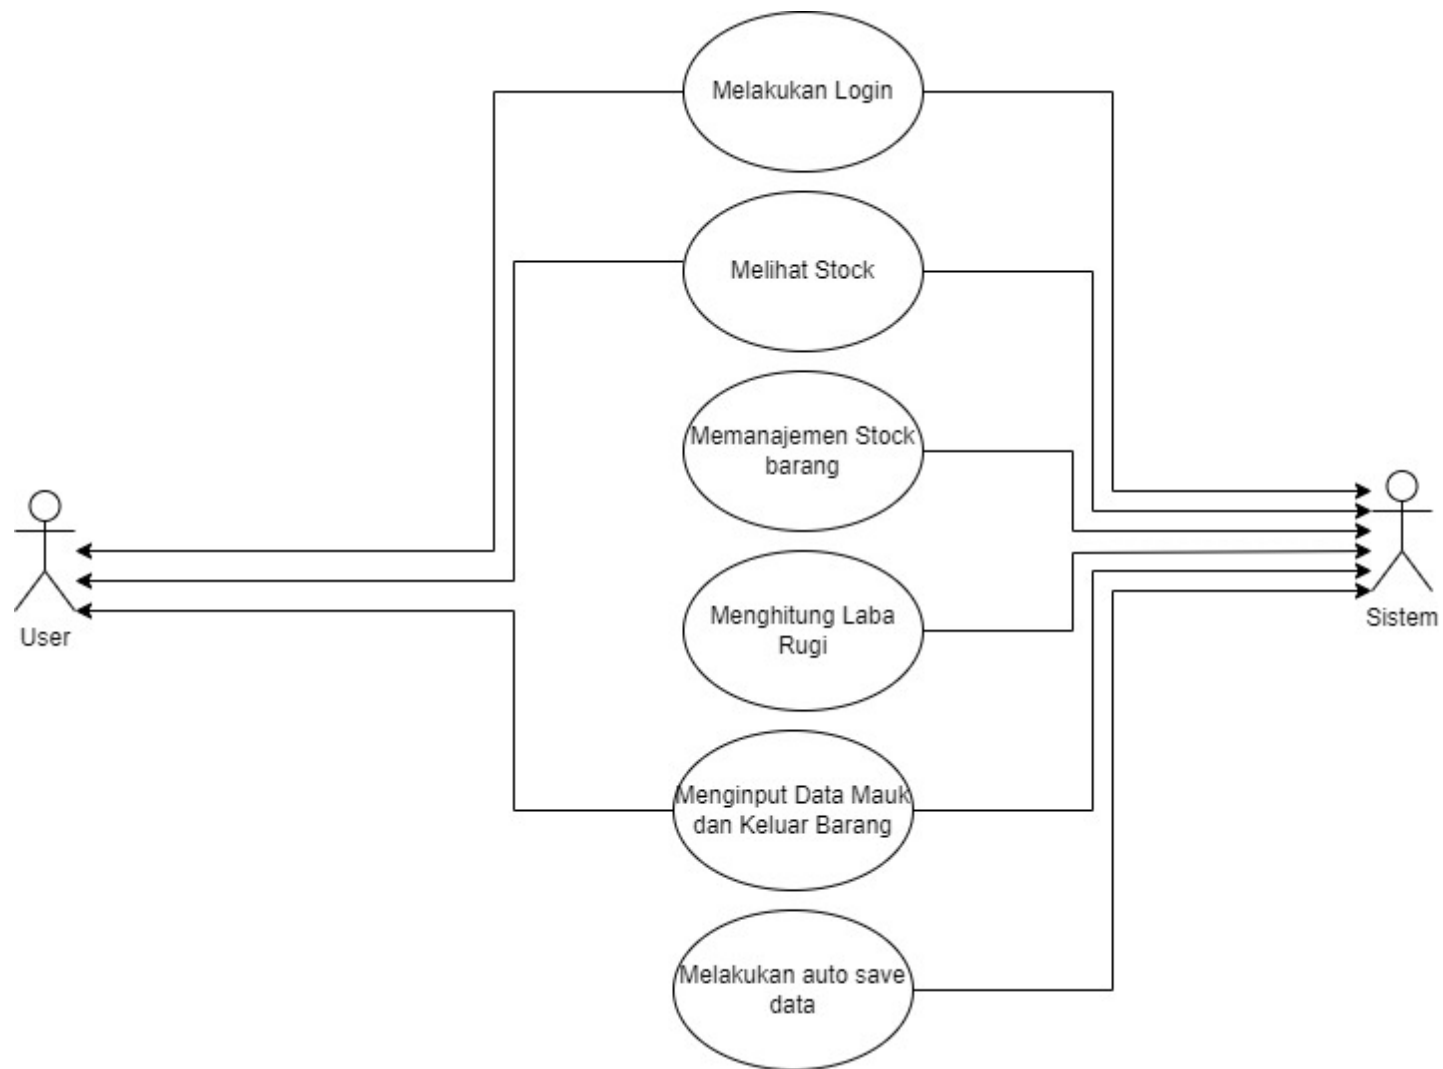 Melakukan Login
Melihat Stock
Memanajemen Stock
barang
Menghitung Laba
Rugi
Menginput Data Mauk
dan Keluar Barang
Melakukan auto save
data
User
Sistem